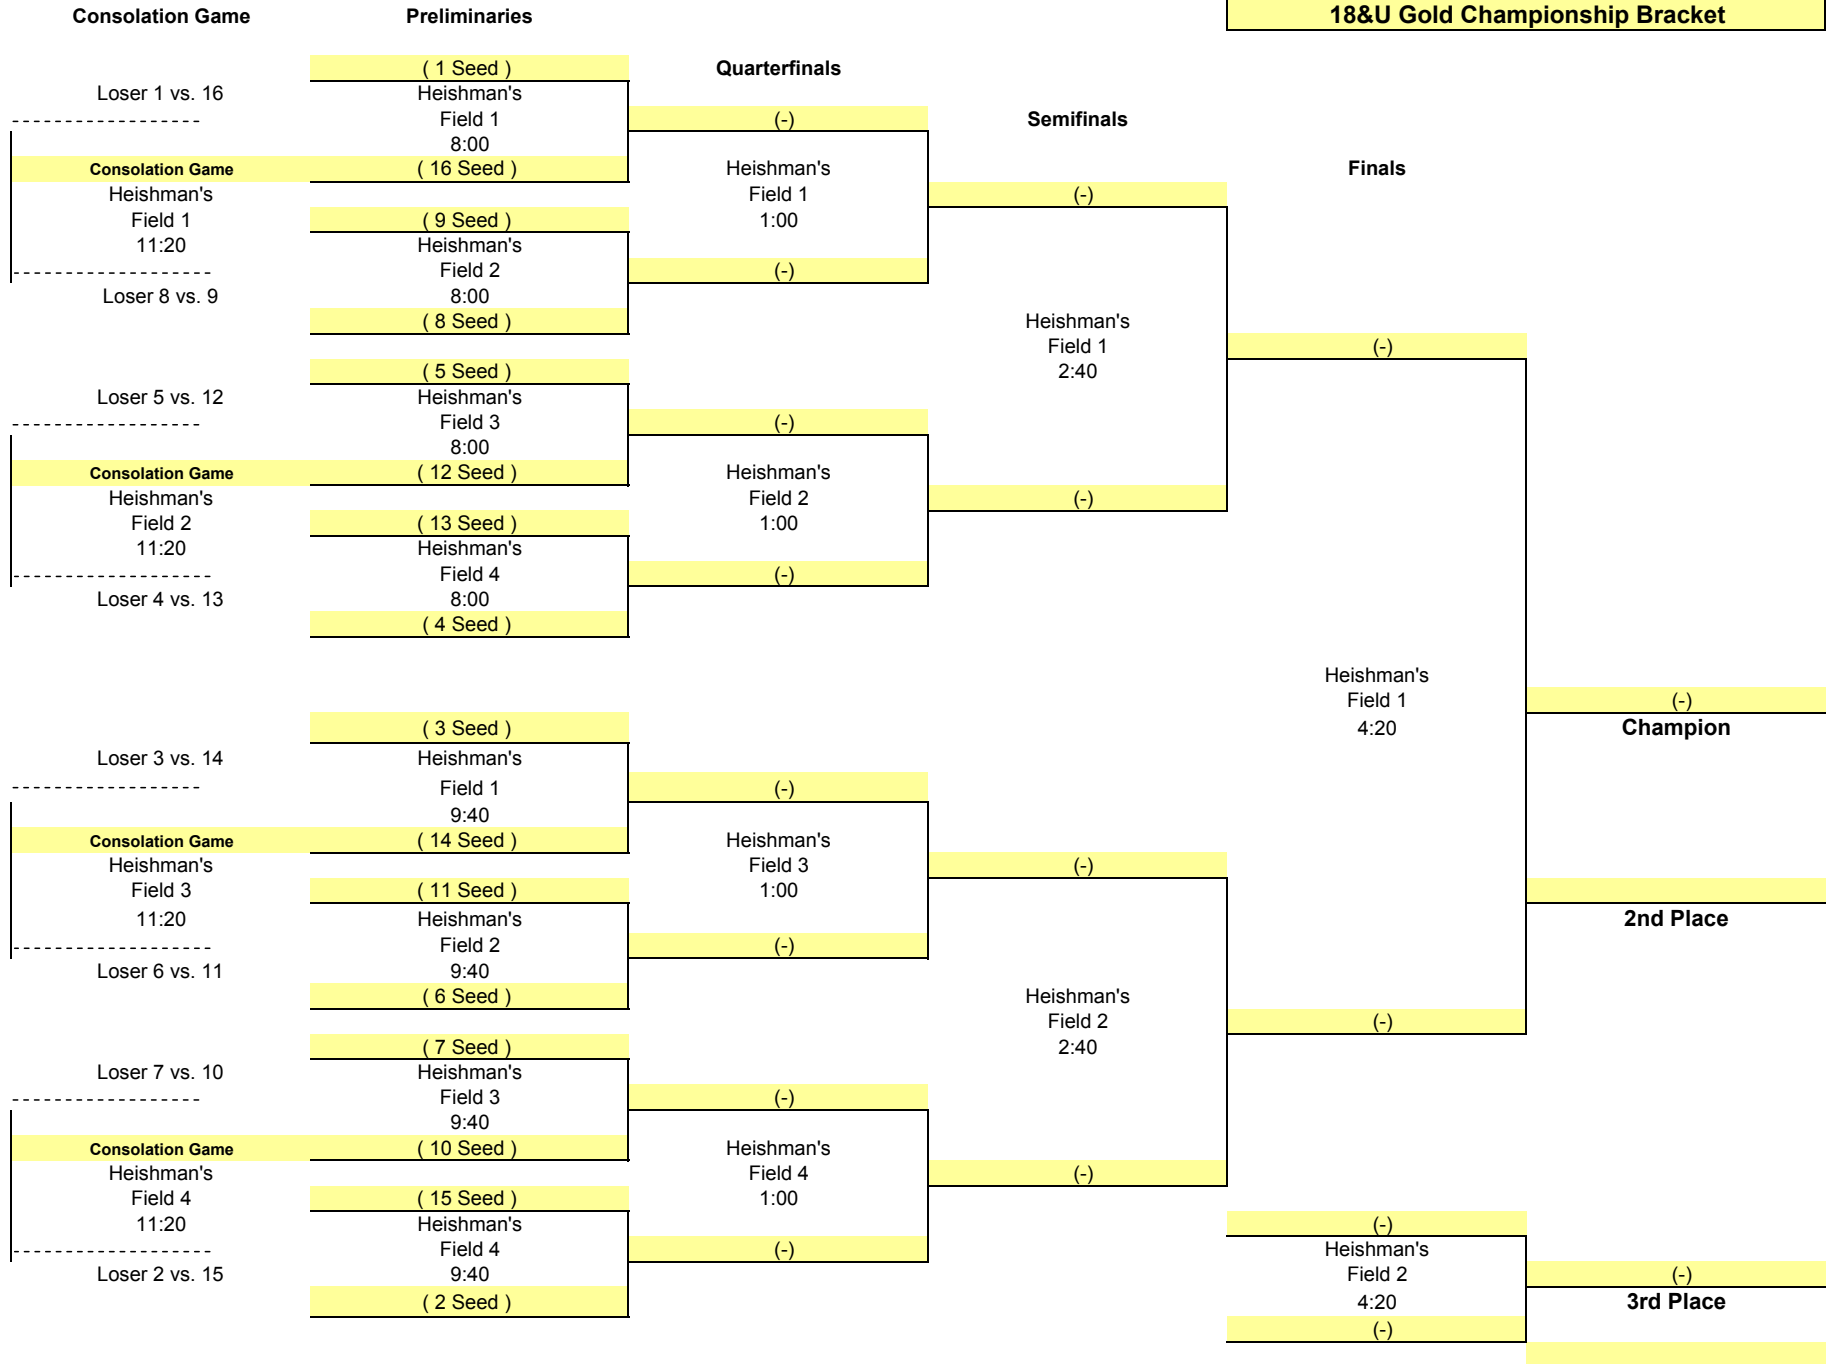 Consolation Game
Preliminaries
18&U Gold Championship Bracket
( 1 Seed )
Quarterfinals
Loser 1 vs. 16
Heishman's
- - - - - - - - - - - - - - - - - -
Field 1
(-)
Semifinals
8:00
Consolation Game
( 16 Seed )
Heishman's
Finals
Heishman's
Field 1
(-)
Field 1
( 9 Seed )
1:00
11:20
Heishman's
- - - - - - - - - - - - - - - - - - -
Field 2
(-)
Loser 8 vs. 9
8:00
( 8 Seed )
Heishman's
Field 1
(-)
( 5 Seed )
2:40
Loser 5 vs. 12
Heishman's
- - - - - - - - - - - - - - - - - -
Field 3
(-)
8:00
Consolation Game
( 12 Seed )
Heishman's
Heishman's
Field 2
(-)
Field 2
( 13 Seed )
1:00
11:20
Heishman's
- - - - - - - - - - - - - - - - - - -
Field 4
(-)
Loser 4 vs. 13
8:00
( 4 Seed )
Heishman's
Field 1
(-)
( 3 Seed )
4:20
Champion
Loser 3 vs. 14
Heishman's
- - - - - - - - - - - - - - - - - -
Field 1
(-)
9:40
Consolation Game
( 14 Seed )
Heishman's
Heishman's
Field 3
(-)
Field 3
( 11 Seed )
1:00
11:20
Heishman's
2nd Place
- - - - - - - - - - - - - - - - - - -
Field 2
(-)
Loser 6 vs. 11
9:40
( 6 Seed )
Heishman's
Field 2
(-)
( 7 Seed )
2:40
Loser 7 vs. 10
Heishman's
- - - - - - - - - - - - - - - - - -
Field 3
(-)
9:40
Consolation Game
( 10 Seed )
Heishman's
Heishman's
Field 4
(-)
Field 4
( 15 Seed )
1:00
11:20
Heishman's
(-)
- - - - - - - - - - - - - - - - - - -
Field 4
(-)
Heishman's
Loser 2 vs. 15
9:40
Field 2
(-)
( 2 Seed )
4:20
3rd Place
(-)